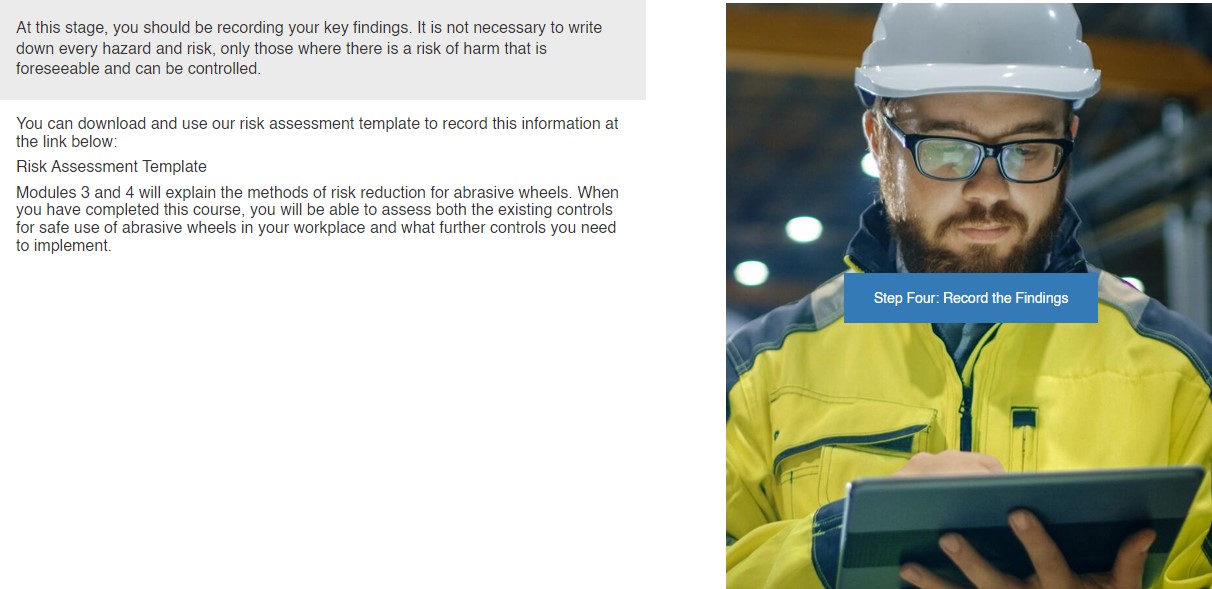 At this stage, you should be recording your key findings. It is not necessary to write
down every hazard and risk, only those where there is a risk of harm that is
foreseeable and can be controlled.
You can download and use our risk assessment template to record this information at
the link below:
Risk Assessment Template
Modules 3 and 4 will explain the methods of risk reduction for abrasive wheels. When
you have completed this course, you will be able to assess both the existing controls
for safe use of abrasive wheels in your workplace and what further controls you need
to implement.
Step Four: Record the Findings